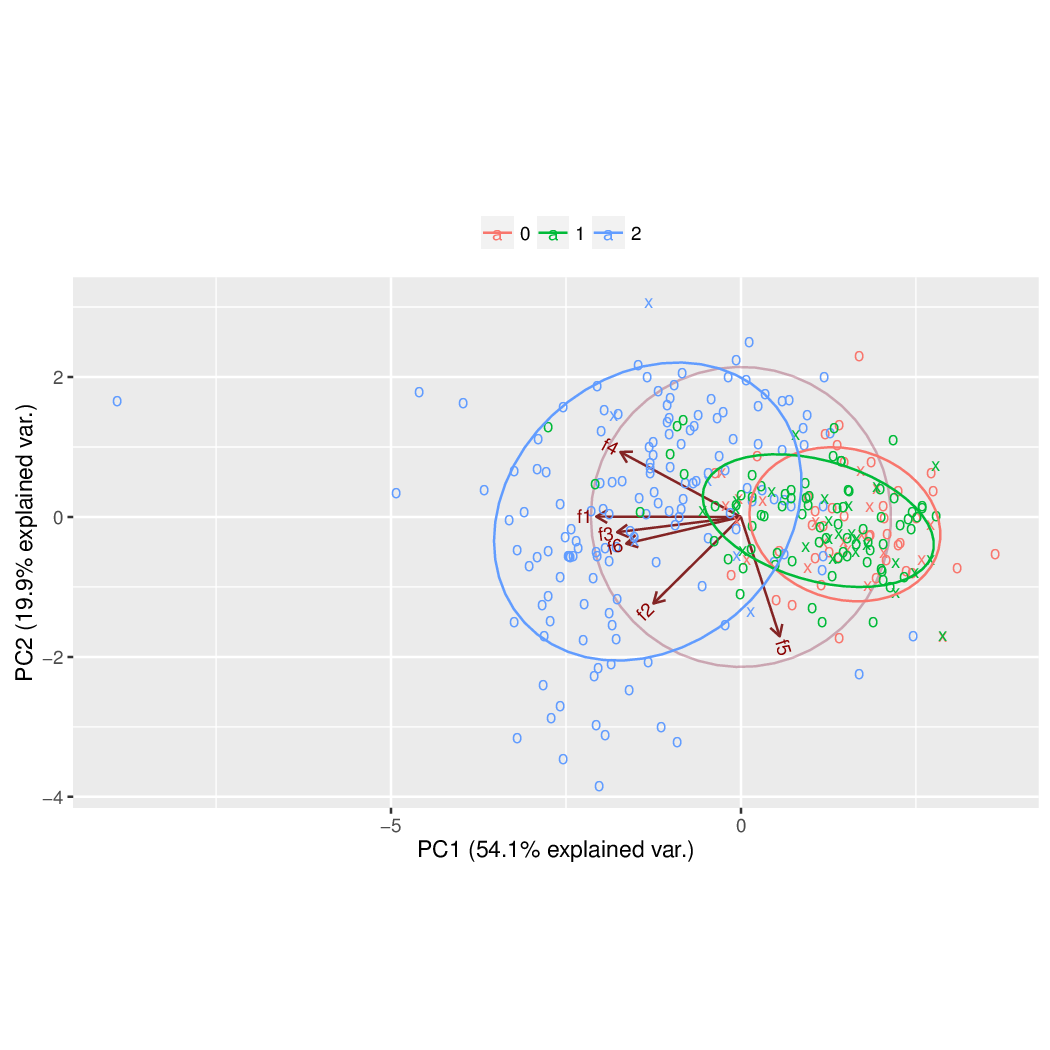 a 0 a 1 a 2
PC2 (19.9% explained var.)
2
0
−2
−4
f4
f1
f3
f6
f2
f5
−5 0
PC1 (54.1% explained var.)